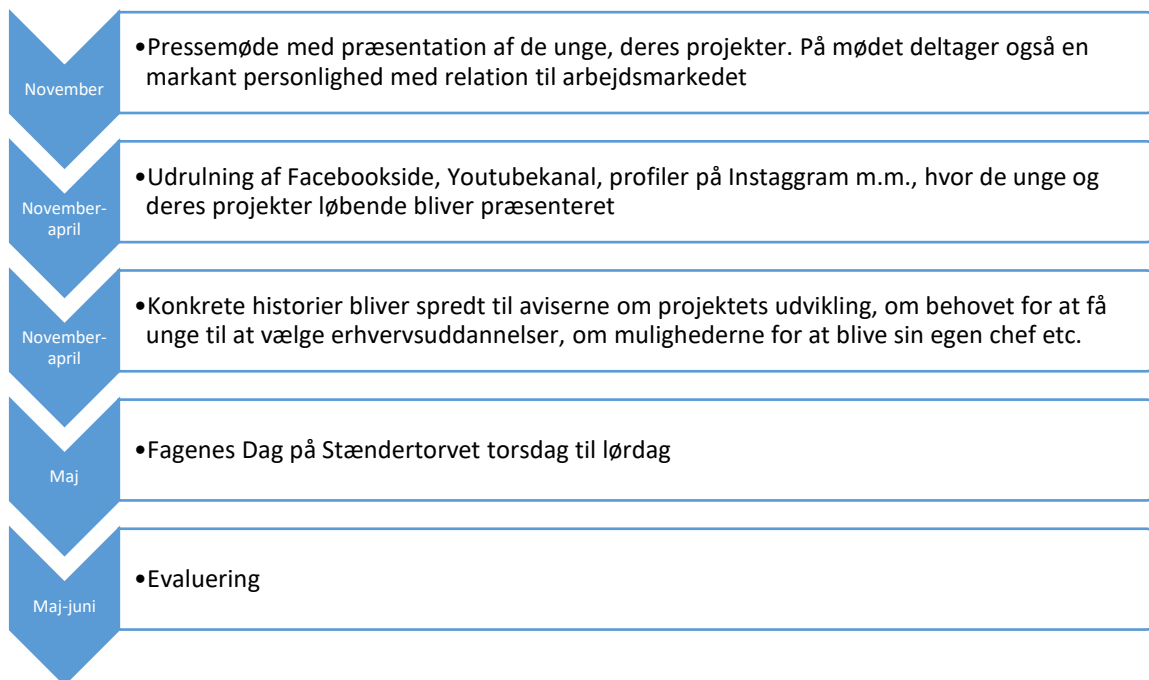 November
•Pressemøde med præsentation af de unge, deres projekter. På mødet deltager også en
markant personlighed med relation til arbejdsmarkedet
November-
april
•Udrulning af Facebookside, Youtubekanal, profiler på Instaggram m.m., hvor de unge og
deres projekter løbende bliver præsenteret
November-
april
•Konkrete historier bliver spredt til aviserne om projektets udvikling, om behovet for at få
unge til at vælge erhvervsuddannelser, om mulighederne for at blive sin egen chef etc.
Maj
•Fagenes Dag på Stændertorvet torsdag til lørdag
Maj-juni
•Evaluering